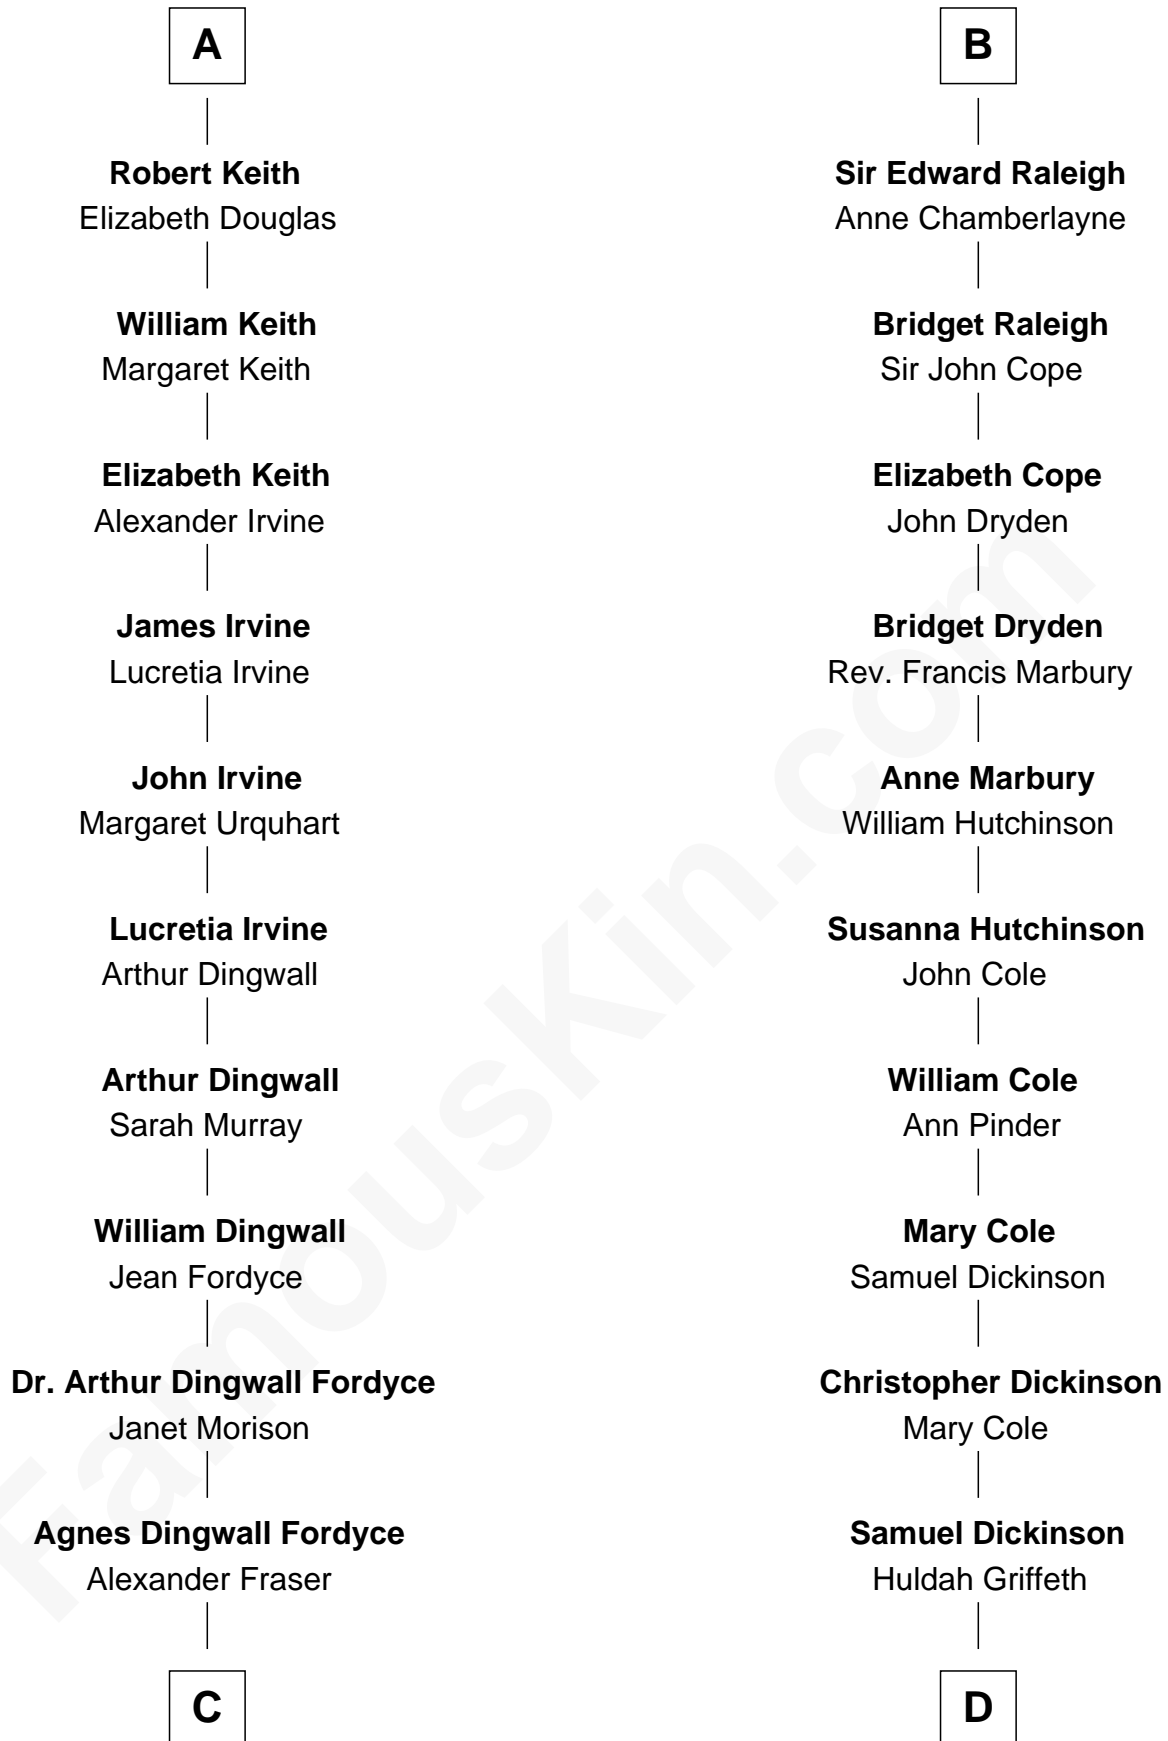 A
Robert Keith
Elizabeth Douglas
William Keith
Margaret Keith
Elizabeth Keith
Alexander Irvine
James Irvine
Lucretia Irvine
John Irvine
Margaret Urquhart
Lucretia Irvine
Arthur Dingwall
Arthur Dingwall
Sarah Murray
William Dingwall
Jean Fordyce
Dr. Arthur Dingwall Fordyce
Janet Morison
Agnes Dingwall Fordyce
Alexander Fraser
C
B
Sir Edward Raleigh
Anne Chamberlayne
Bridget Raleigh
Sir John Cope
Elizabeth Cope
John Dryden
Bridget Dryden
Rev. Francis Marbury
Anne Marbury
William Hutchinson
Susanna Hutchinson
John Cole
William Cole
Ann Pinder
Mary Cole
Samuel Dickinson
Christopher Dickinson
Mary Cole
Samuel Dickinson
Huldah Griffeth
D
FamousKin.com